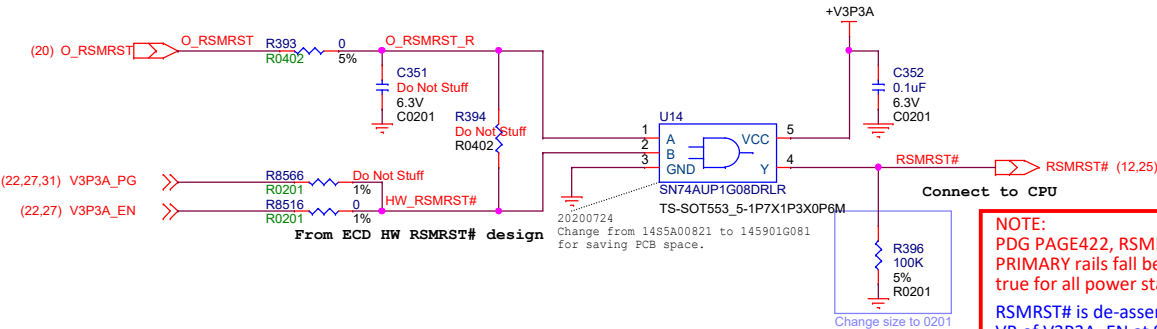 +V3P3A
(20) O_RSMRST
O_RSMRST
R393
0
O_RSMRST_R
R0402
5%
C351
Do Not Stuff
6.3V
C0201
C352
0.1uF
6.3V
C0201
R394
Do Not Stuff
R0402
U14
1
A
VCC
5
2
B
3
GND
Y
4
SN74AUP1G08DRLR
TS-SOT553_5-1P7X1P3X0P6M
RSMRST#
RSMRST# (12,25)
Connect to CPU
(22,27,31) V3P3A_PG
R8566
Do Not Stuff
R0201
1%
(22,27) V3P3A_EN
R8516
0
HW_RSMRST#
R0201
1%
From ECD HW RSMRST# design
20200724
Change from 14S5A00821 to 145901G081
for saving PCB space.
R396
100K
5%
R0201
Change size to 0201
NOTE:
PDG PAGE422, RSM
PRIMARY rails fall be
true for all power sta
RSMRST# is de-asser